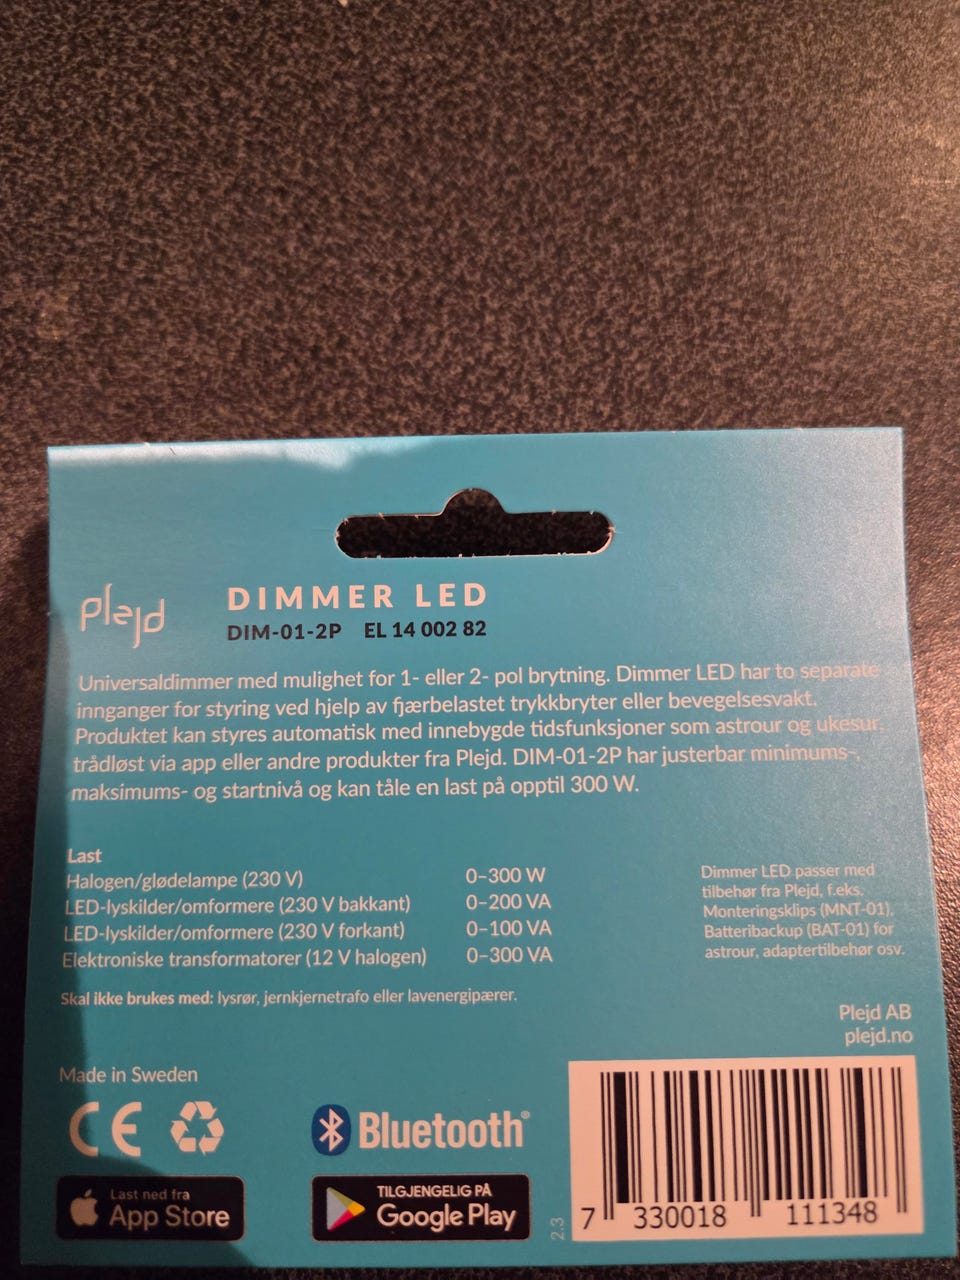 Plejd
DIMMER LED
DIM-01-2P EL 14 002 82
Universaldimmer med mulighet for 1- eller 2- pol brytning. Dimmer LED har to separate
innganger for styring ved hjelp av fjærbelastet trykkbryter eller bevegelsesvakt.
Produktet kan styres automatisk med innebygde tidsfunksjoner som astrour og ukesur,
trådløst via app eller andre produkter fra Plejd. DIM-01-2P har justerbar minimums-,
maksimums- og startnivå og kan tåle en last på opptil 300 W.
Last
Halogen/glødelampe (230 V) 0–300 W
LED-lyskilder/omformere (230 V bakkant) 0–200 VA
LED-lyskilder/omformere (230 V forkant) 0–100 VA
Elektroniske transformatorer (12 V halogen) 0–300 VA
Skal ikke brukes med: lysrør, jernkjernetrafo eller lavenergipærer.
Dimmer LED passer med
tilbehør fra Plejd, f.eks.
Monteringsklips (MNT-01),
Batteribackup (BAT-01) for
astrour, adaptertilbehør osv.
Plejd AB
plejd.no
Made in Sweden
CE
Bluetooth®
Last ned fra
App Store
TILGJENGELIG PÅ
Google Play
2.3
7 330018 111348